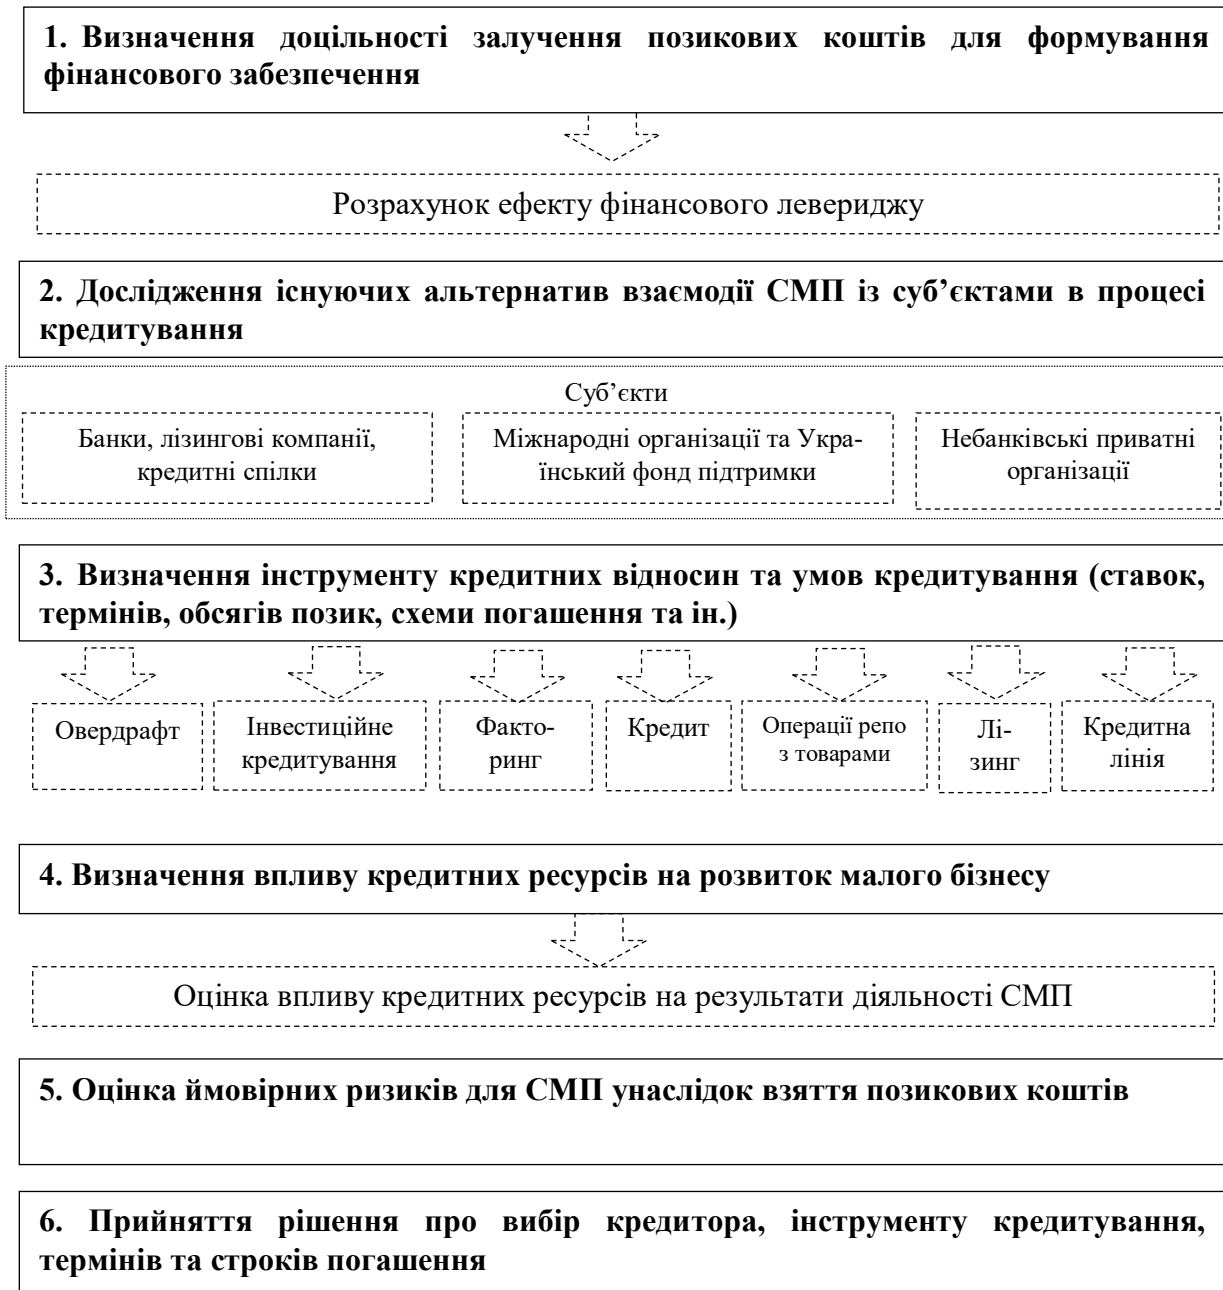 1. Визначення доцільності залучення позикових коштів для формування
фінансового забезпечення
Розрахунок ефекту фінансового левериджу
2. Дослідження існуючих альтернатив взаємодії СМП із суб’єктами в процесі
кредитування
Суб’єкти
Банки, лізингові компанії,
кредитні спілки
Міжнародні організації та Укра-
їнський фонд підтримки
Небанківські приватні
організації
3. Визначення інструменту кредитних відносин та умов кредитування (ставок,
термінів, обсягів позик, схеми погашення та ін.)
Овердрафт
Інвестиційне
кредитування
Факто-
ринг
Кредит
Операції репо
з товарами
Лі-
зинг
Кредитна
лінія
4. Визначення впливу кредитних ресурсів на розвиток малого бізнесу
Оцінка впливу кредитних ресурсів на результати діяльності СМП
5. Оцінка ймовірних ризиків для СМП унаслідок взяття позикових коштів
6. Прийняття рішення про вибір кредитора, інструменту кредитування,
термінів та строків погашення